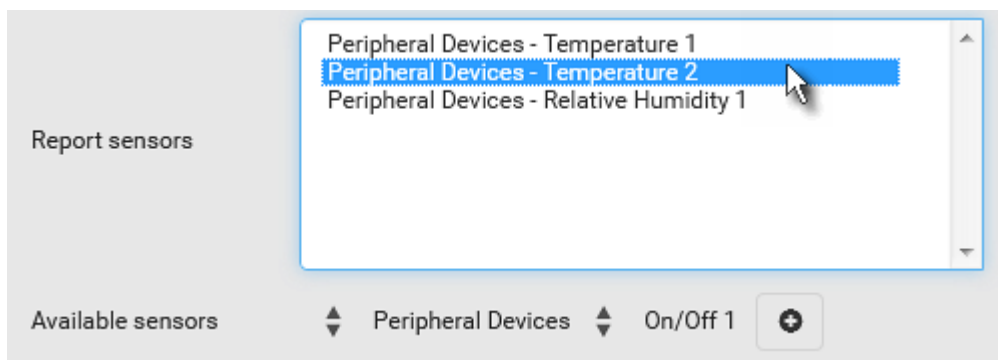 Peripheral Devices - Temperature 1
Peripheral Devices - Temperature 2
Peripheral Devices - Relative Humidity 1
Report sensors
Available sensors Peripheral Devices On/Off 1